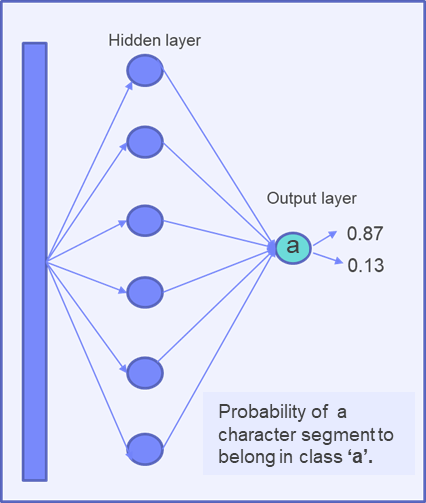 Hidden layer
Output layer
a
0.87
0.13
Probability of a
character segment to
belong in class ‘a’.